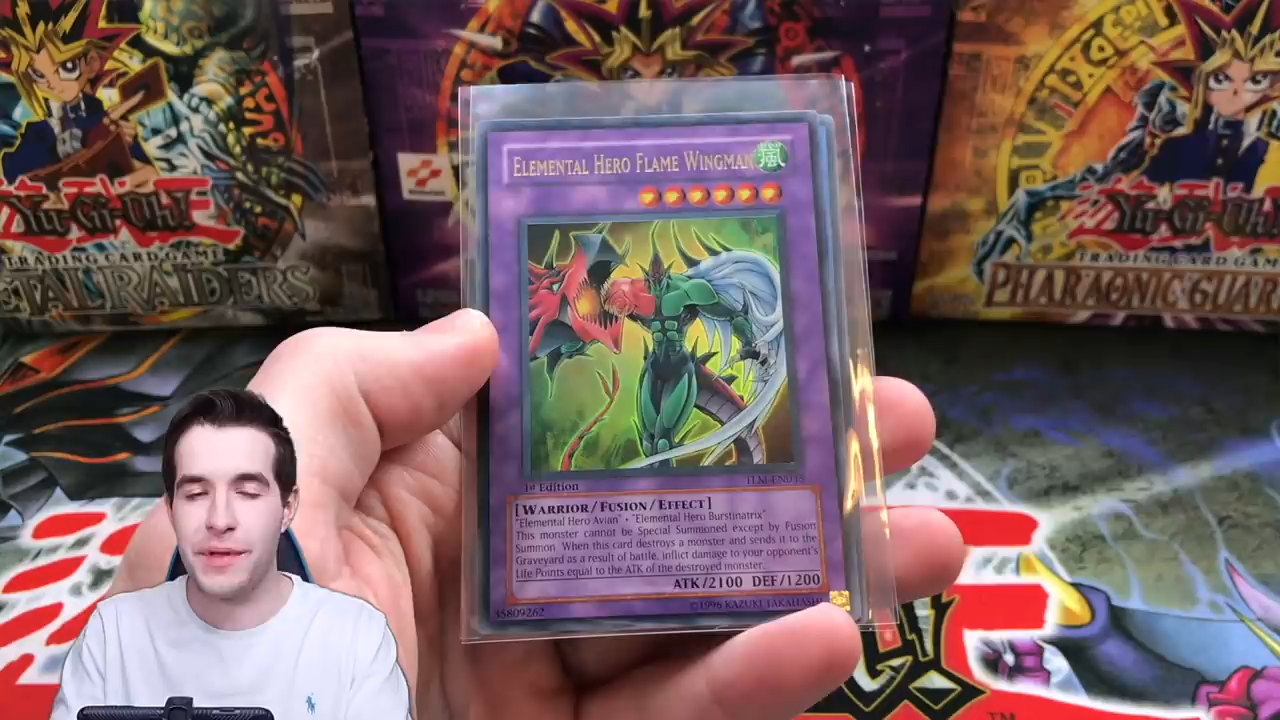 Yu-Gi-Oh!
TRADING CARD GAME
METAL RAIDERS
KONAMI
Yu-Gi-Oh!
TRADING CARD GAME
PHARAONIC GUAR
ELEMENTAL HERO FLAME WINGMAN
風
1st Edition
TLM-EN035
[WARRIOR/FUSION/EFFECT]
"Elemental Hero Avian" + "Elemental Hero Burstinatrix"
This monster cannot be Special Summoned except by Fusion
Summon. When this card destroys a monster and sends it to the
Graveyard as a result of battle, inflict damage to your opponent's
Life Points equal to the ATK of the destroyed monster.
ATK/2100 DEF/1200
35809262
©1996 KAZUKI TAKAHASHI
TM